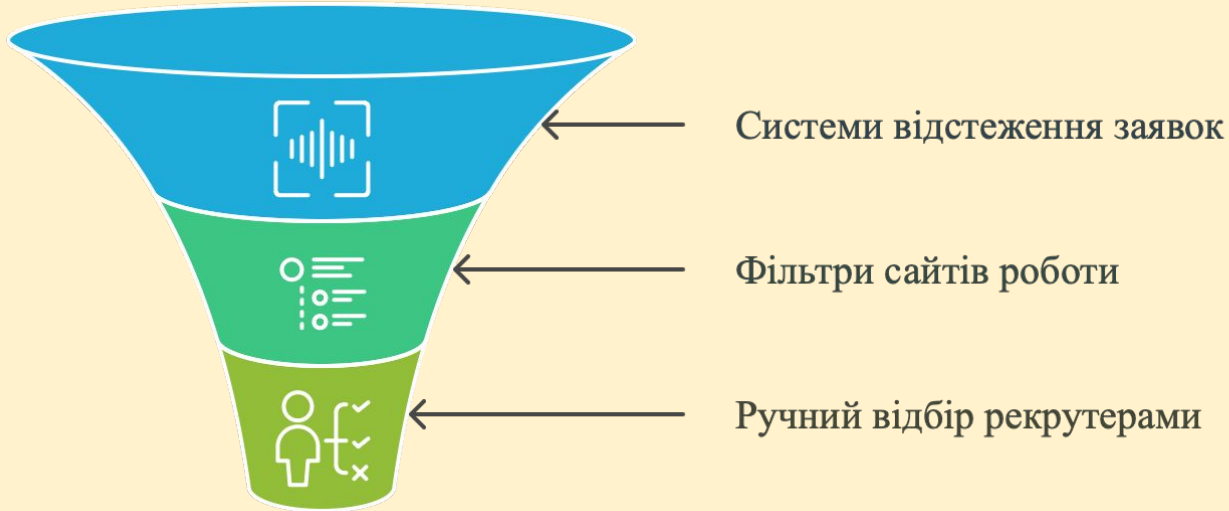 Системи відстеження заявок
Фільтри сайтів роботи
Ручний відбір рекрутерами